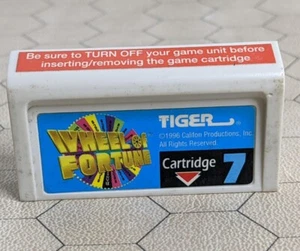 Be sure to TURN OFF your game unit before
inserting/removing the game cartridge
WHEEL OF
FORTUNE
TIGER
©1996 Califon Productions, Inc.
All Rights Reserved.
Cartridge 7